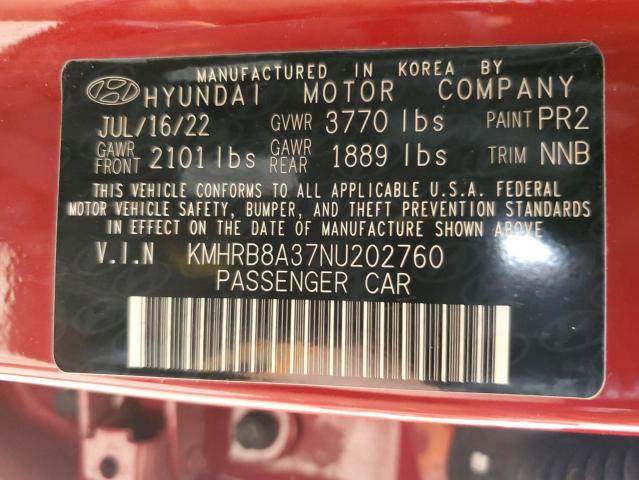 MANUFACTURED IN KOREA BY
HYUNDAI MOTOR COMPANY
JUL/16/22 GVWR 3770 lbs PAINT PR2
GAWR FRONT 2101 lbs GAWR REAR 1889 lbs TRIM NNB
THIS VEHICLE CONFORMS TO ALL APPLICABLE U.S.A. FEDERAL
MOTOR VEHICLE SAFETY, BUMPER, AND THEFT PREVENTION STANDARDS
IN EFFECT ON THE DATE OF MANUFACTURE SHOWN ABOVE
V.I.N KMHRB8A37NU202760
PASSENGER CAR